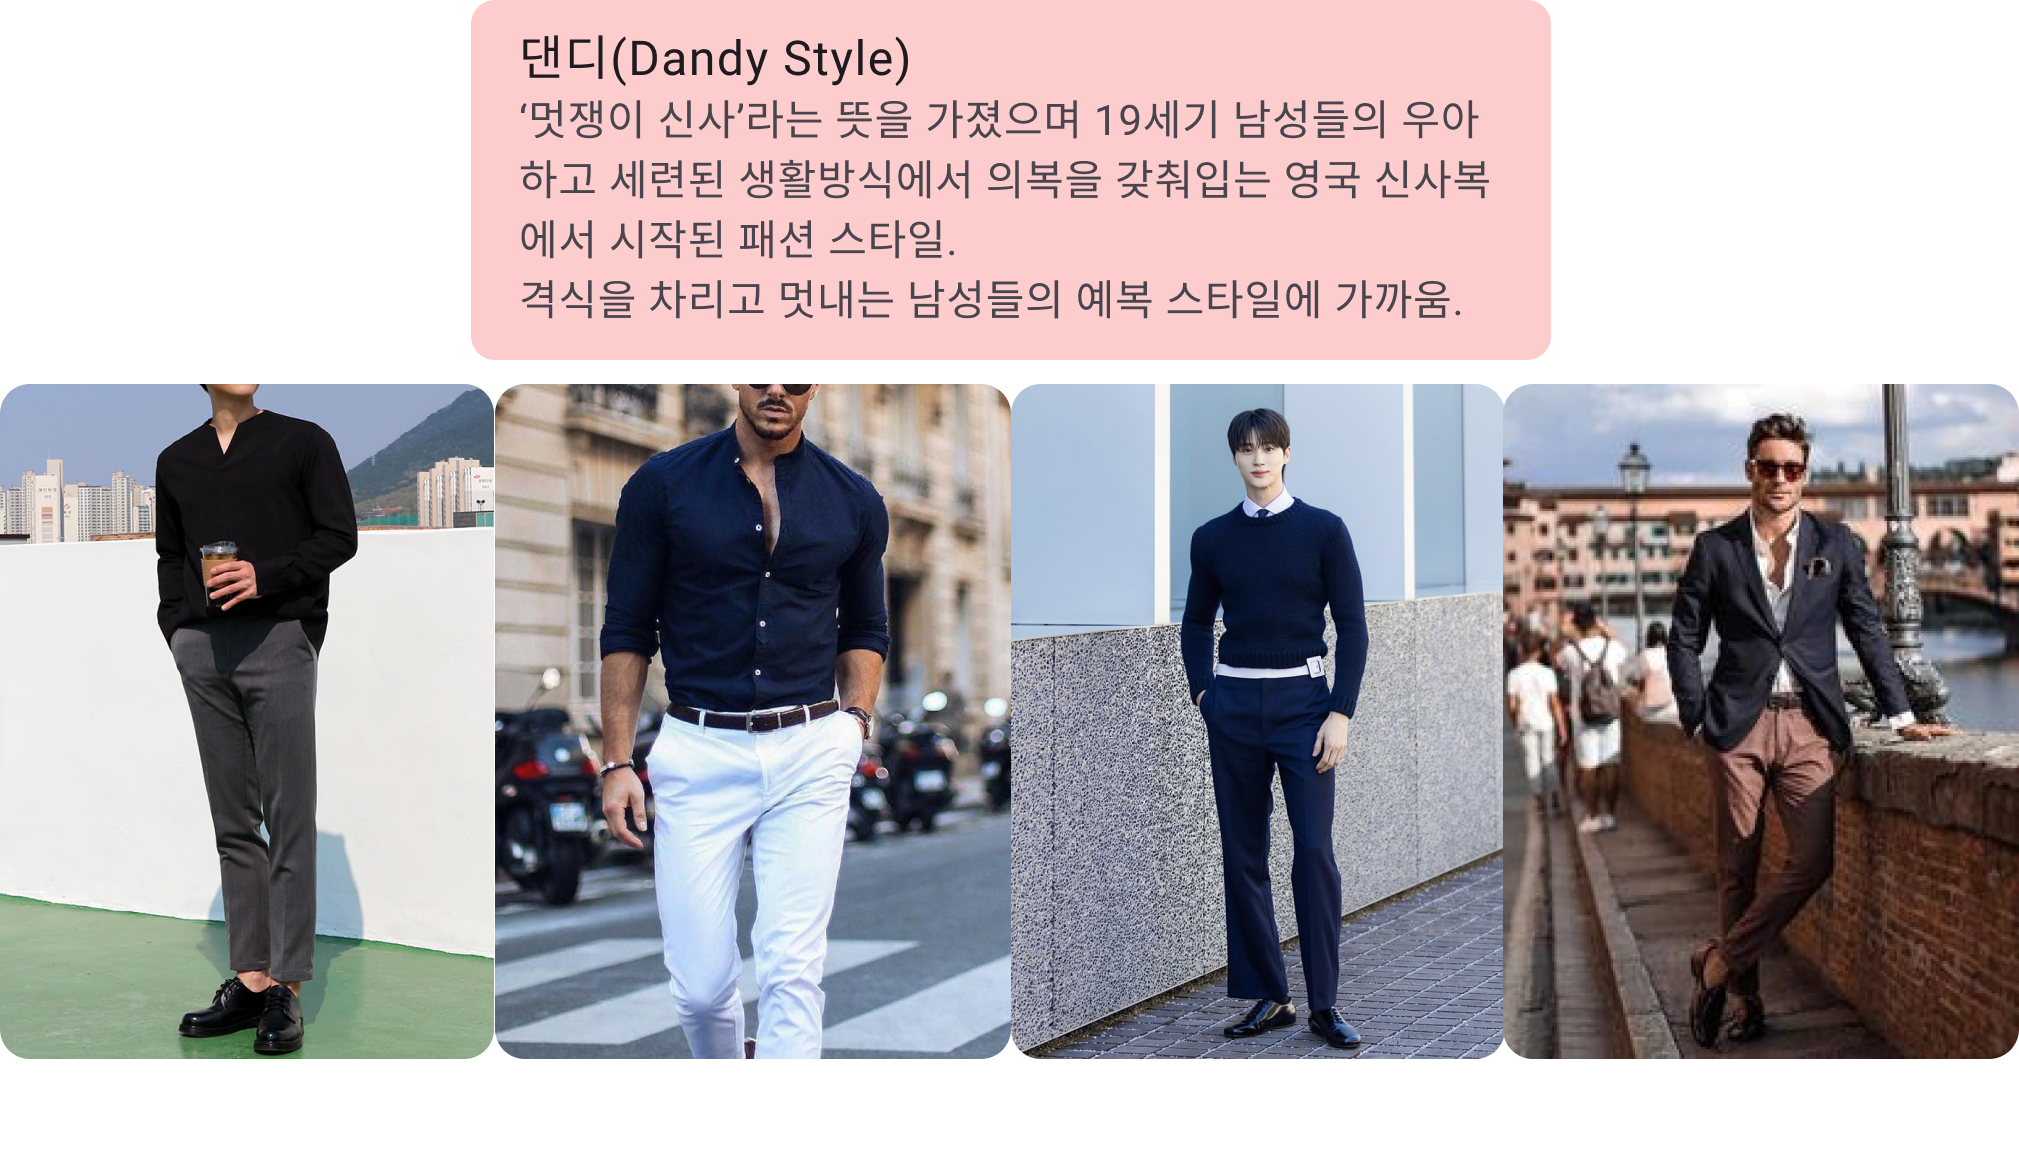 댄디(Dandy Style)
‘멋쟁이 신사’라는 뜻을 가졌으며 19세기 남성들의 우아
하고 세련된 생활방식에서 의복을 갖춰입는 영국 신사복
에서 시작된 패션 스타일.
격식을 차리고 멋내는 남성들의 예복 스타일에 가까움.